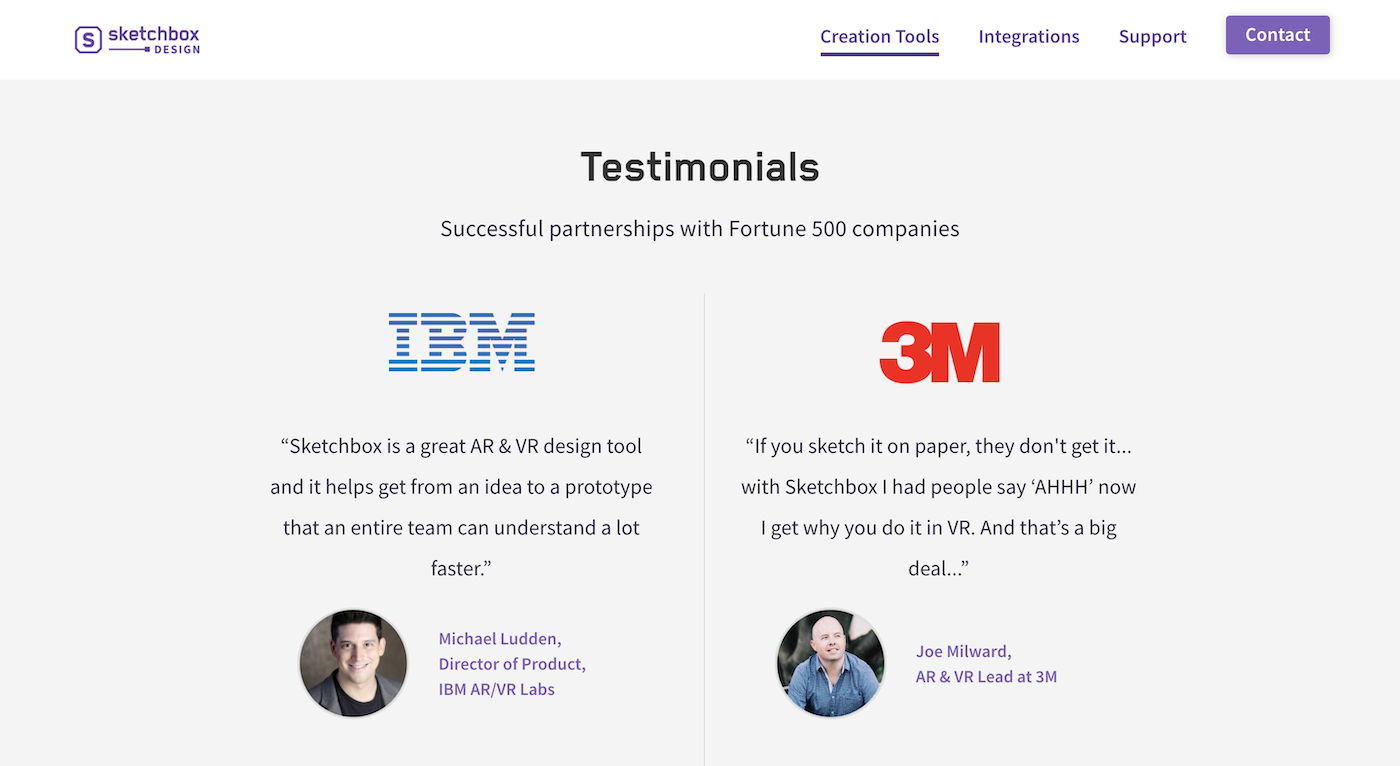 S sketchbox
DESIGN
Creation Tools
Integrations
Support
Contact
Testimonials
Successful partnerships with Fortune 500 companies
IBM
“Sketchbox is a great AR & VR design tool
and it helps get from an idea to a prototype
that an entire team can understand a lot
faster.”
Michael Ludden,
Director of Product,
IBM AR/VR Labs
3M
“If you sketch it on paper, they don't get it...
with Sketchbox I had people say ‘AHHH’ now
I get why you do it in VR. And that’s a big
deal...”
Joe Milward,
AR & VR Lead at 3M